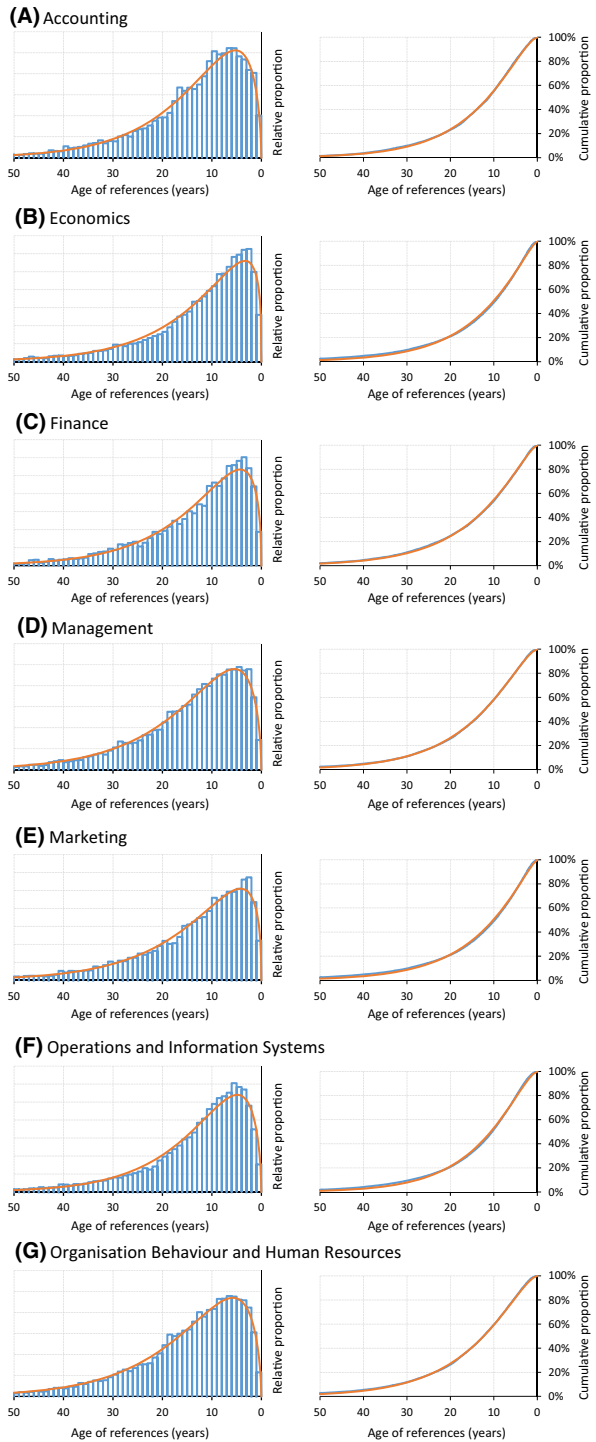 (A) Accounting
Relative proportion
50 40 30 20 10 0
Age of references (years)
100%
80%
60%
40%
20%
0%
Cumulative proportion
50 40 30 20 10 0
Age of references (years)
(B) Economics
Relative proportion
50 40 30 20 10 0
Age of references (years)
100%
80%
60%
40%
20%
0%
Cumulative proportion
50 40 30 20 10 0
Age of references (years)
(C) Finance
Relative proportion
50 40 30 20 10 0
Age of references (years)
100%
80%
60%
40%
20%
0%
Cumulative proportion
50 40 30 20 10 0
Age of references (years)
(D) Management
Relative proportion
50 40 30 20 10 0
Age of references (years)
100%
80%
60%
40%
20%
0%
Cumulative proportion
50 40 30 20 10 0
Age of references (years)
(E) Marketing
Relative proportion
50 40 30 20 10 0
Age of references (years)
100%
80%
60%
40%
20%
0%
Cumulative proportion
50 40 30 20 10 0
Age of references (years)
(F) Operations and Information Systems
Relative proportion
50 40 30 20 10 0
Age of references (years)
100%
80%
60%
40%
20%
0%
Cumulative proportion
50 40 30 20 10 0
Age of references (years)
(G) Organisation Behaviour and Human Resources
Relative proportion
50 40 30 20 10 0
Age of references (years)
100%
80%
60%
40%
20%
0%
Cumulative proportion
50 40 30 20 10 0
Age of references (years)